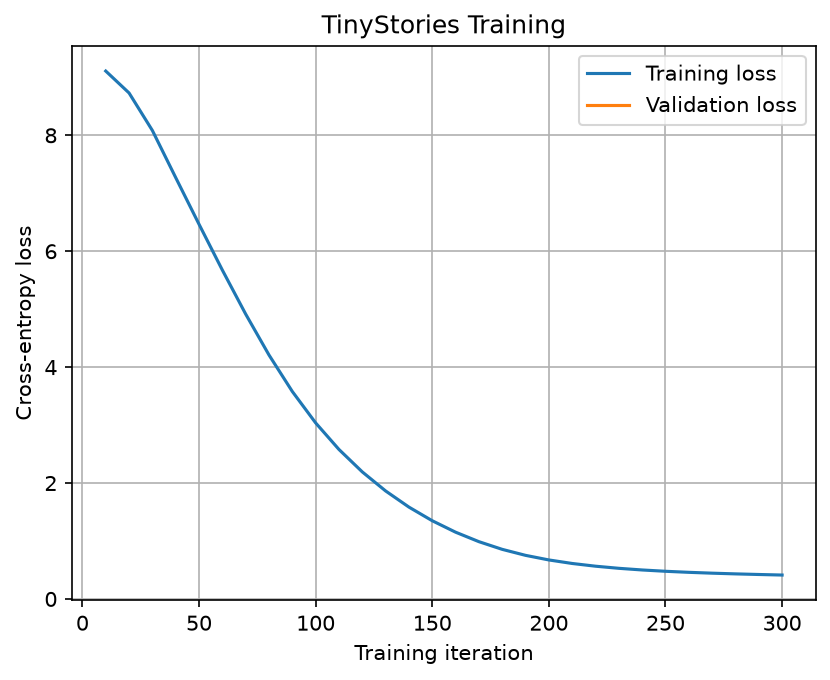 TinyStories Training
Training loss
Validation loss
Cross-entropy loss
8
6
4
2
0
0 50 100 150 200 250 300
Training iteration